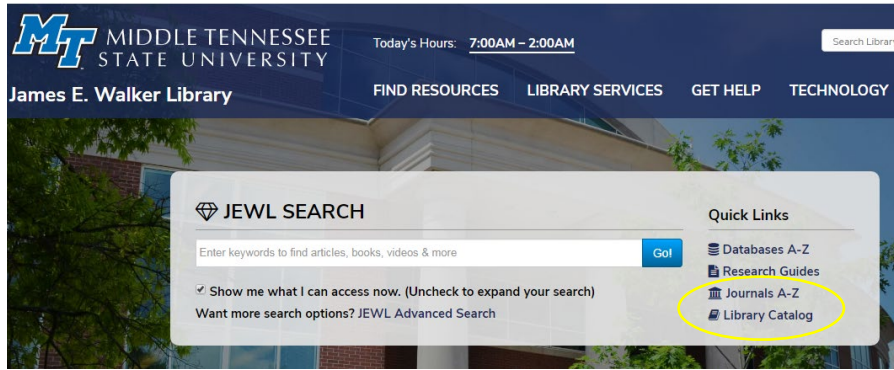 MT MIDDLE TENNESSEE
STATE UNIVERSITY
James E. Walker Library
Today's Hours: 7:00AM – 2:00AM
Search Library
FIND RESOURCES LIBRARY SERVICES GET HELP TECHNOLOGY
JEWL SEARCH
Enter keywords to find articles, books, videos & more
Go!
Show me what I can access now. (Uncheck to expand your search)
Want more search options? JEWL Advanced Search
Quick Links
Databases A-Z
Research Guides
Journals A-Z
Library Catalog